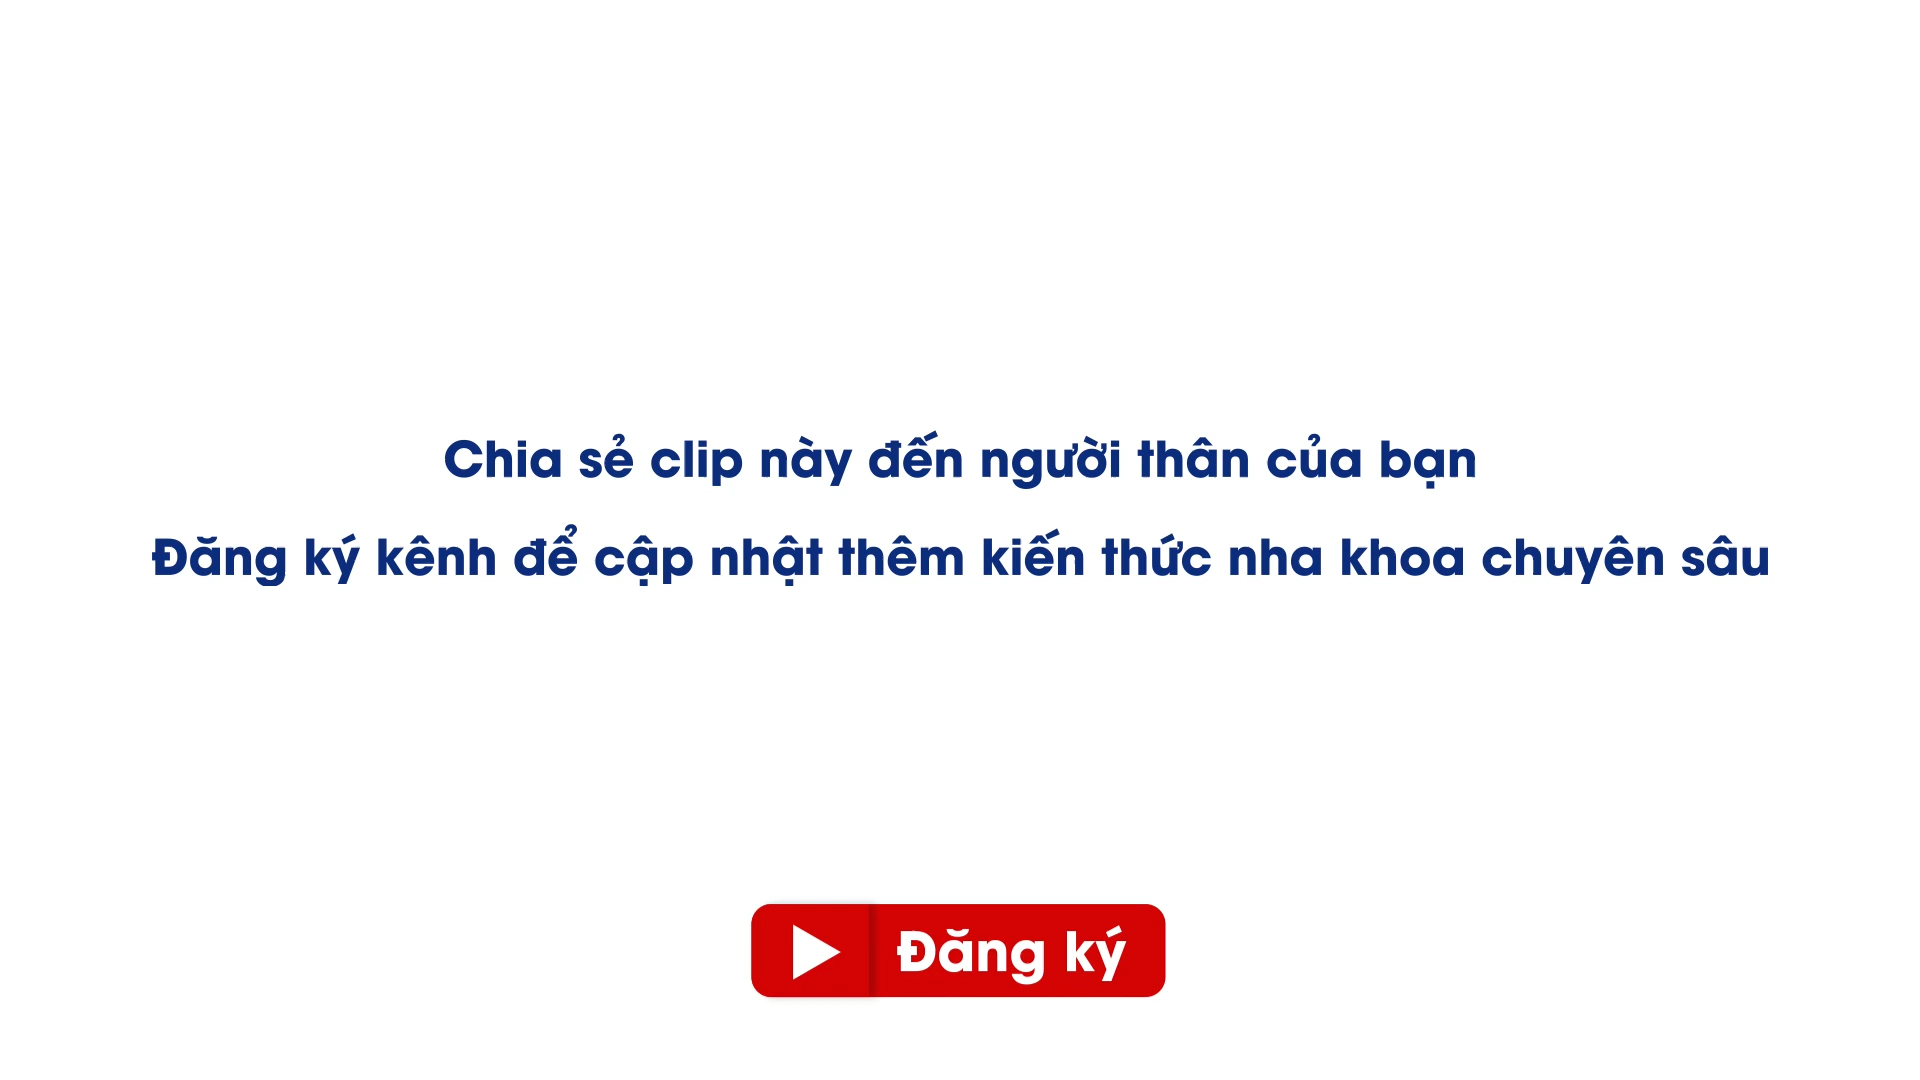 Chia sẻ clip này đến người thân của bạn
Đăng ký kênh để cập nhật thêm kiến thức nha khoa chuyên sâu
Đăng ký